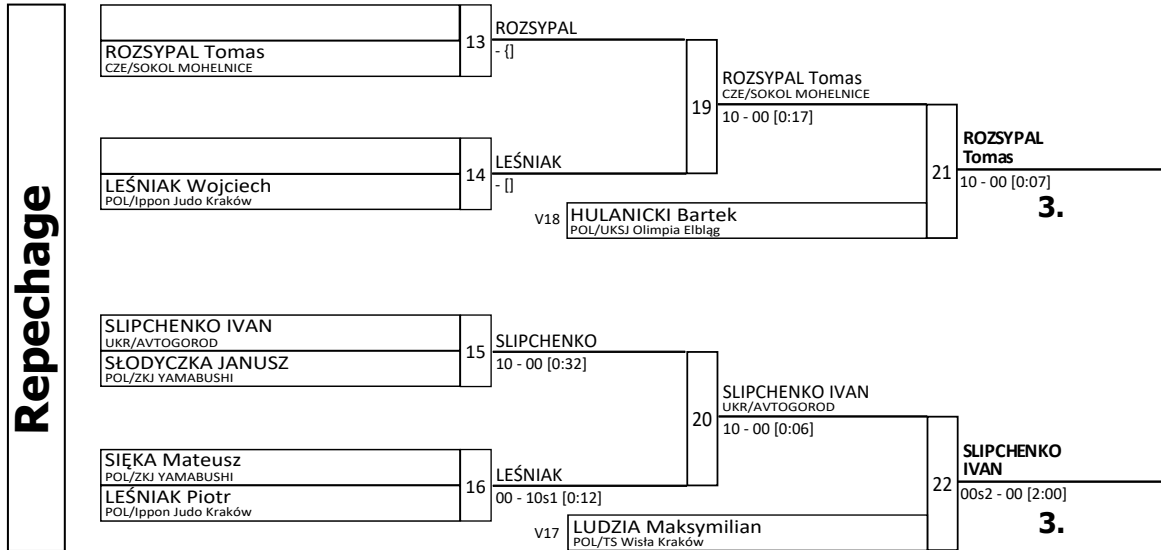 Repechage
ROZSYPAL Tomas
CZE/SOKOL MOHELNICE
13
ROZSYPAL
- {]
LEŚNIAK Wojciech
POL/Ippon Judo Kraków
14
LEŚNIAK
- []
19
ROZSYPAL Tomas
CZE/SOKOL MOHELNICE
10 - 00 [0:17]
V18
HULANICKI Bartek
POL/UKSJ Olimpia Elbląg
21
ROZSYPAL
Tomas
10 - 00 [0:07]
3.
SLIPCHENKO IVAN
UKR/AVTOGOROD
SŁODYCZKA JANUSZ
POL/ZKJ YAMABUSHI
15
SLIPCHENKO
10 - 00 [0:32]
SIĘKA Mateusz
POL/ZKJ YAMABUSHI
LEŚNIAK Piotr
POL/Ippon Judo Kraków
16
LEŚNIAK
00 - 10s1 [0:12]
20
SLIPCHENKO IVAN
UKR/AVTOGOROD
10 - 00 [0:06]
V17
LUDZIA Maksymilian
POL/TS Wisła Kraków
22
SLIPCHENKO
IVAN
00s2 - 00 [2:00]
3.